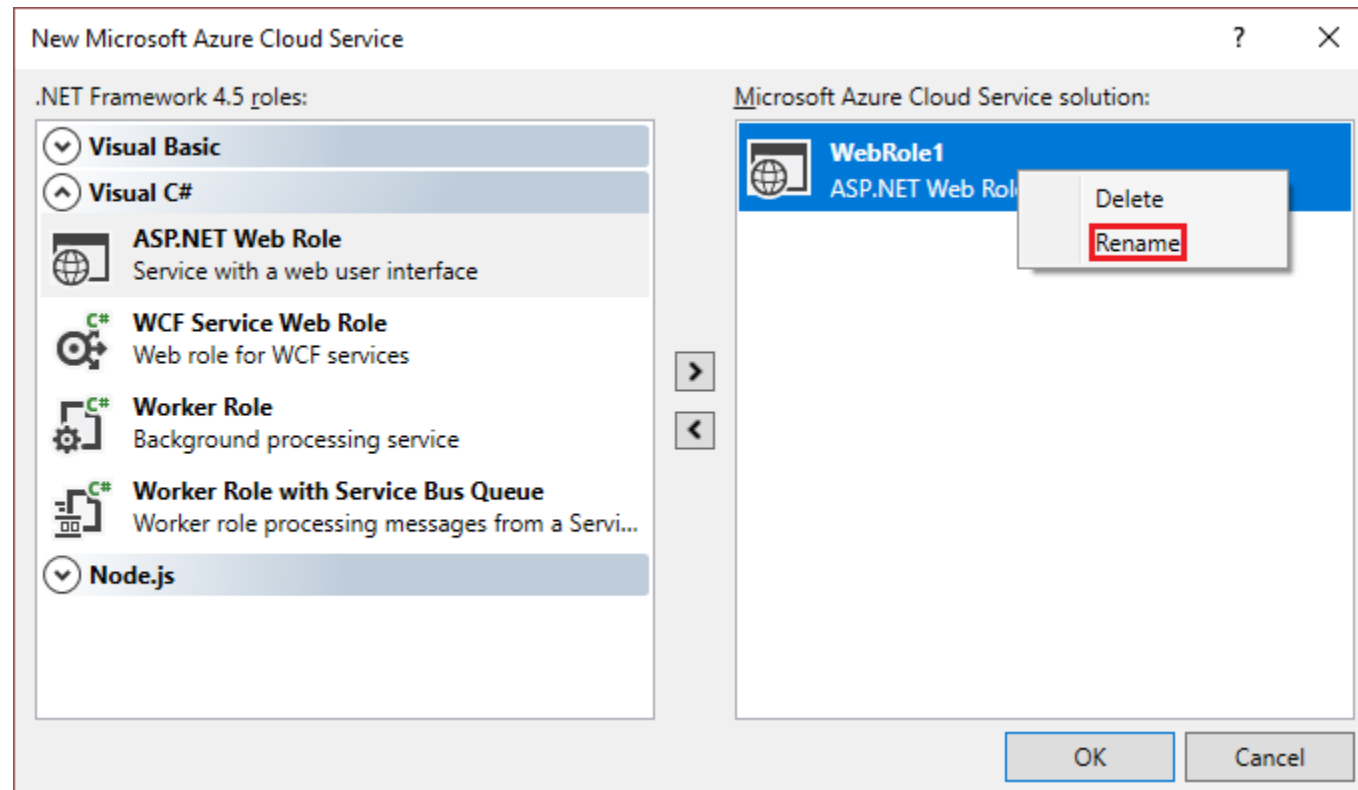 New Microsoft Azure Cloud Service
?
.NET Framework 4.5 roles:
Visual Basic
Visual C#
ASP.NET Web Role
Service with a web user interface
C#
WCF Service Web Role
Web role for WCF services
C#
Worker Role
Background processing service
C#
Worker Role with Service Bus Queue
Worker role processing messages from a Servi...
Node.js
>
<
Microsoft Azure Cloud Service solution:
WebRole1
ASP.NET Web Rol
Delete
Rename
OK
Cancel